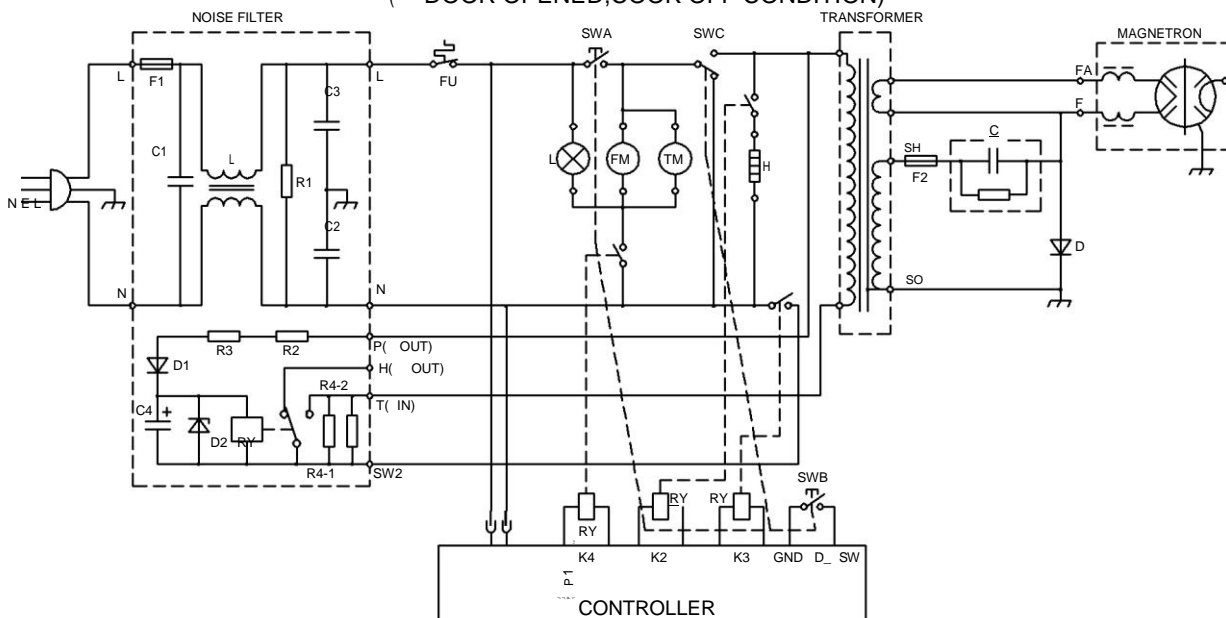 ( DOOR OPENED,COOK OFF CONDITION)
NOISE FILTER
TRANSFORMER
MAGNETRON
SWA
SWC
L
F1
L
FU
FA
F
C3
C1
L
R1
L
FM
TM
H
C
SH
F2
N E L
C2
D
N
N
SO
R3
R2
P( OUT)
D1
H( OUT)
R4-2
T( IN)
C4
+
D2
RY
R4-1
SW2
SWB
RY
RY
RY
K4
K2
K3
GND
D_
SW
P1
CONTROLLER